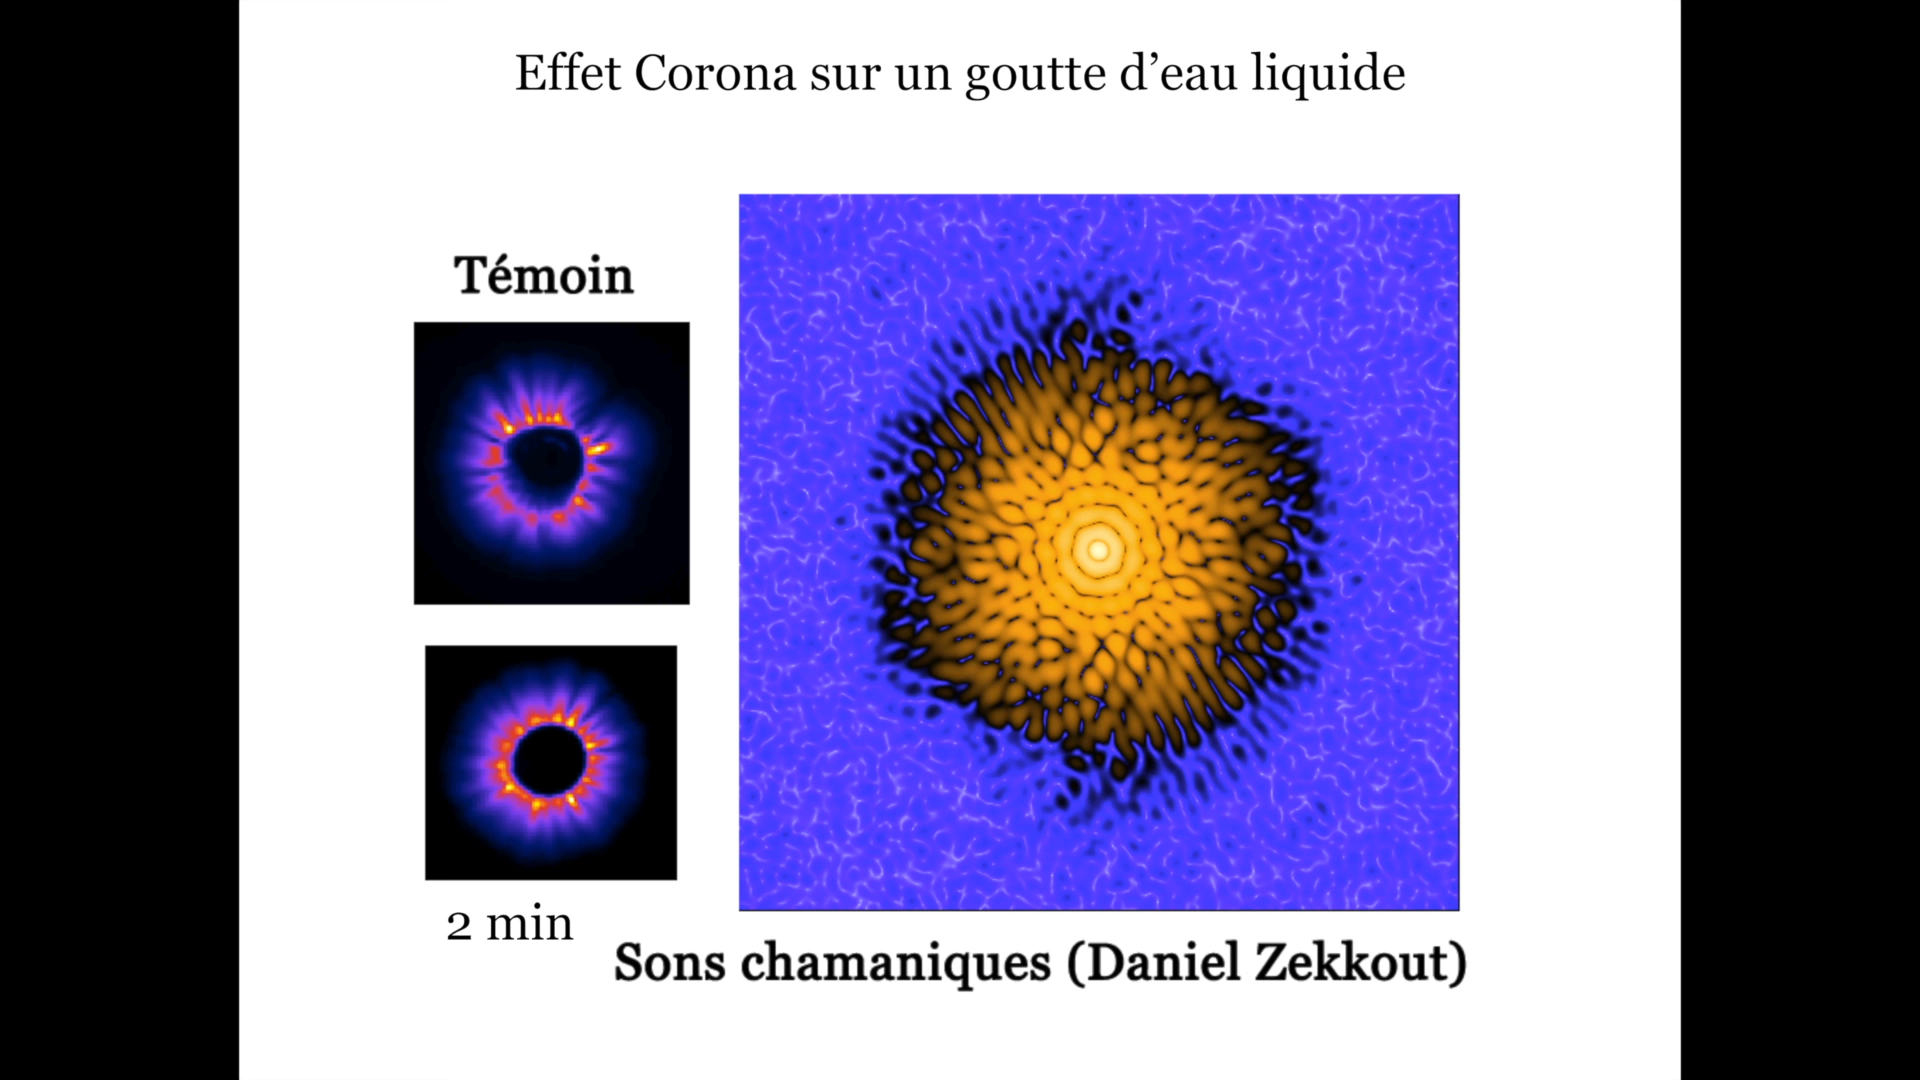 Effet Corona sur un goutte d’eau liquide
Témoin
2 min
Sons chamaniques (Daniel Zekkout)